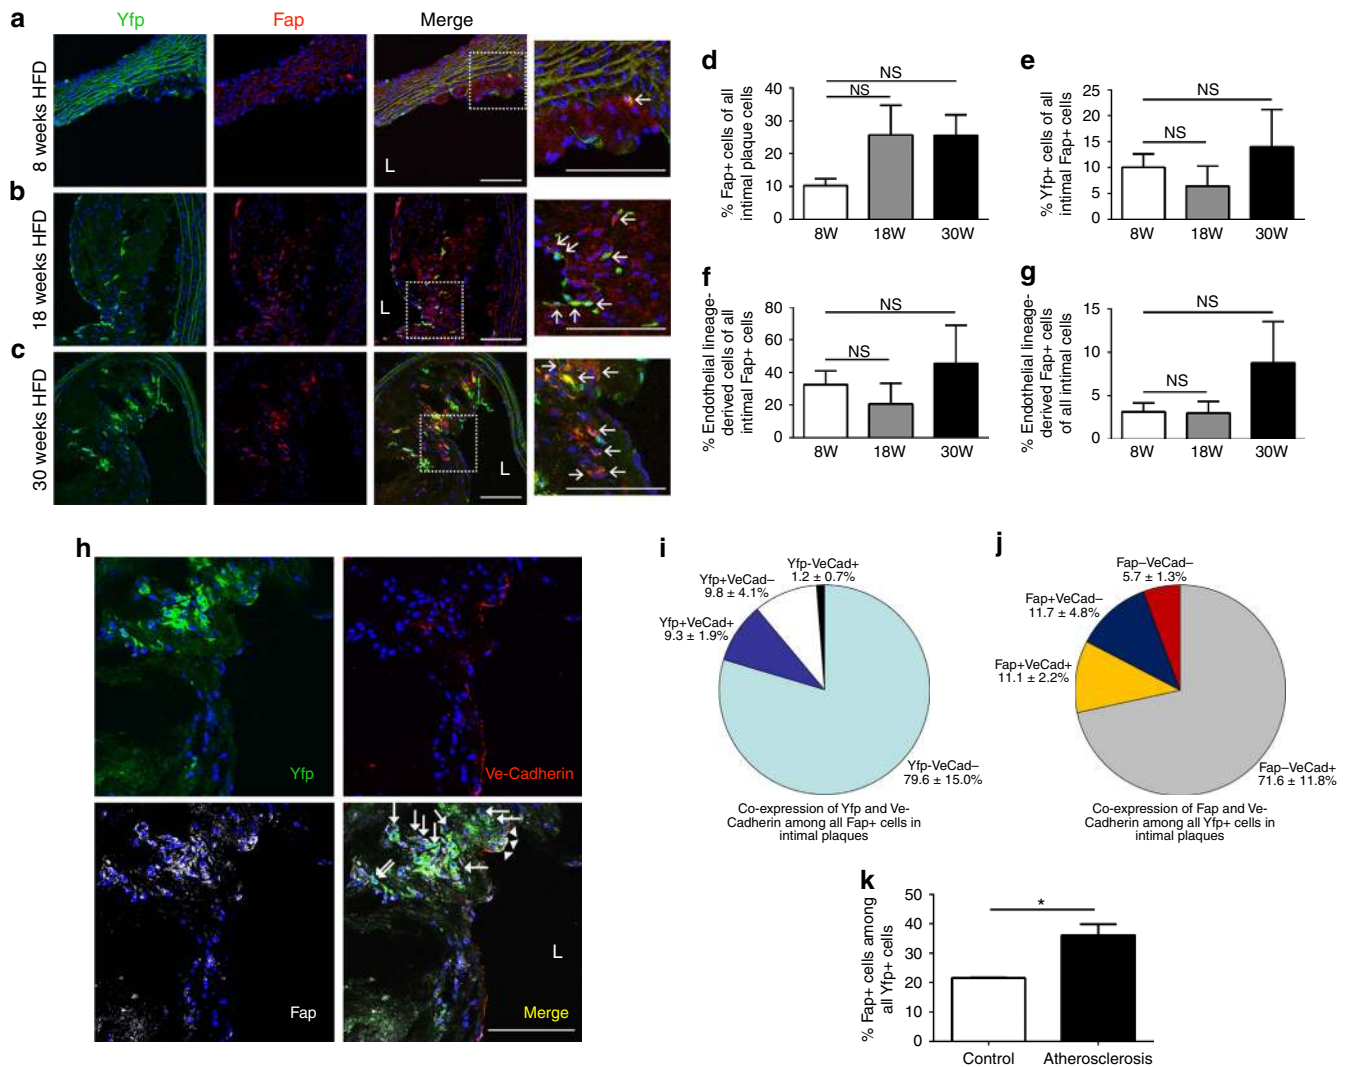 a
Yfp
Fap
Merge
8 weeks HFD
L
b
18 weeks HFD
L
c
30 weeks HFD
L
d
% Fap+ cells of all
intimal plaque cells
40
30
20
10
0
NS
NS
8W
18W
30W
e
% Yfp+ cells of all
intimal Fap+ cells
25
20
15
10
5
0
NS
NS
8W
18W
30W
f
% Endothelial lineage-
derived cells of all
intimal Fap+ cells
80
60
40
20
0
NS
NS
8W
18W
30W
g
% Endothelial lineage-
derived Fap+ cells
of all intimal cells
15
10
5
0
NS
NS
8W
18W
30W
h
Yfp
Ve-Cadherin
Fap
L
Merge
i
Yfp-VeCad+
1.2 ± 0.7%
Yfp+VeCad–
9.8 ± 4.1%
Yfp+VeCad+
9.3 ± 1.9%
Yfp-VeCad–
79.6 ± 15.0%
Co-expression of Yfp and Ve-
Cadherin among all Fap+ cells in
intimal plaques
j
Fap–VeCad–
5.7 ± 1.3%
Fap+VeCad–
11.7 ± 4.8%
Fap+VeCad+
11.1 ± 2.2%
Fap–VeCad+
71.6 ± 11.8%
Co-expression of Fap and Ve-
Cadherin among all Yfp+ cells in
intimal plaques
k
% Fap+ cells among
all Yfp+ cells
50
40
30
20
10
0
*
Control
Atherosclerosis